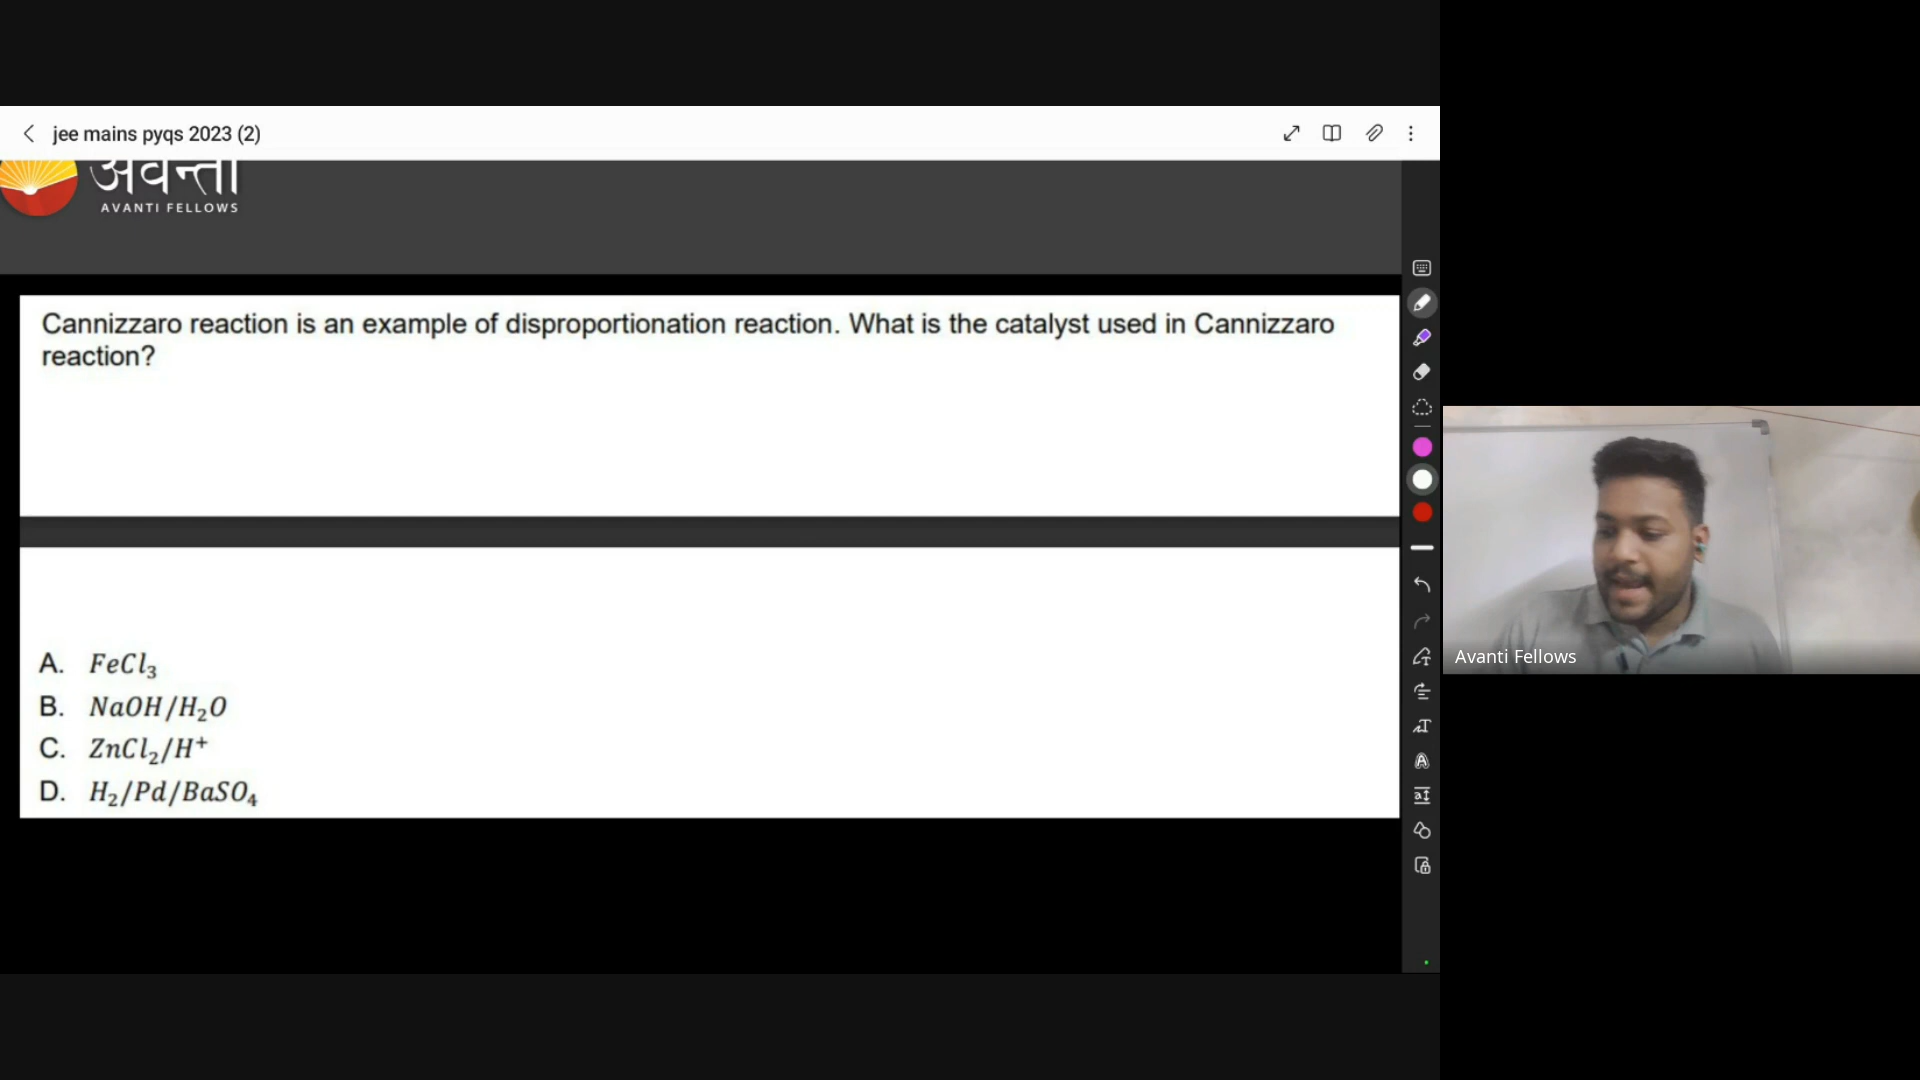 jee mains pyqs 2023 (2)
अवन्ती
AVANTI FELLOWS
Cannizzaro reaction is an example of disproportionation reaction. What is the catalyst used in Cannizzaro
reaction?
A. FeCl₃
B. NaOH/H₂O
C. ZnCl₂/H⁺
D. H₂/Pd/BaSO₄
Avanti Fellows